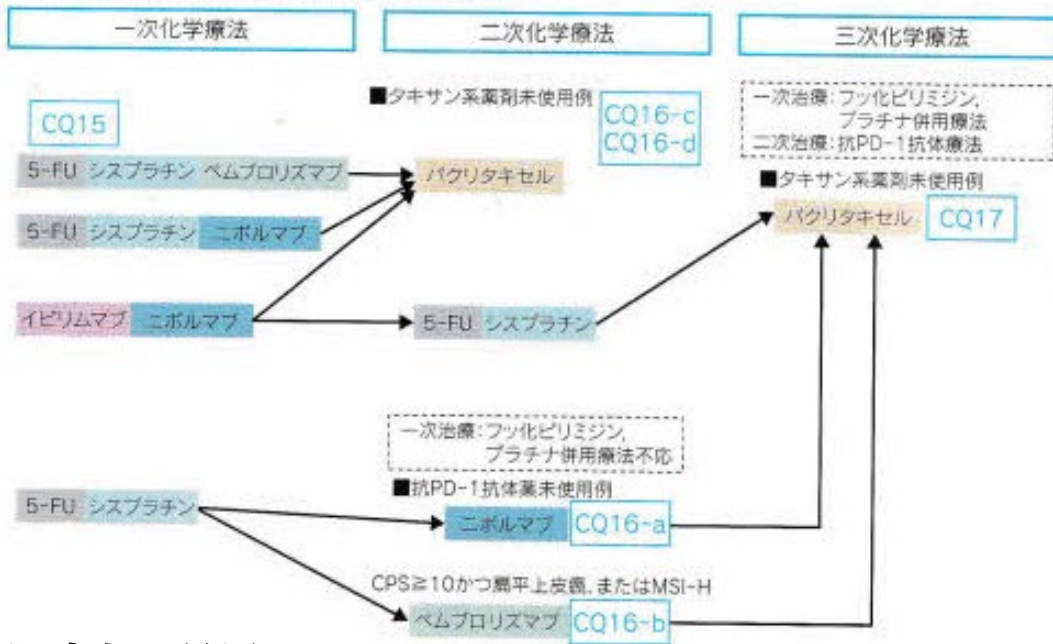 一次化学療法
二次化学療法
三次化学療法
CQ15
■タキサン系薬剤未使用例
CQ16-c
CQ16-d
一次治療:フッ化ピリミジン,
プラチナ併用療法
二次治療:抗PD-1抗体療法
5-FU シスプラチン ペムブロリズマブ
パクリタキセル
■タキサン系薬剤未使用例
パクリタキセル
CQ17
5-FU シスプラチン ニボルマブ
イピリムマブ ニボルマブ
5-FU シスプラチン
一次治療:フッ化ピリミジン,
プラチナ併用療法不応
■抗PD-1抗体薬未使用例
5-FU シスプラチン
ニボルマブ
CQ16-a
CPS≧10かつ扁平上皮癌,またはMSI-H
ペムブロリズマブ
CQ16-b